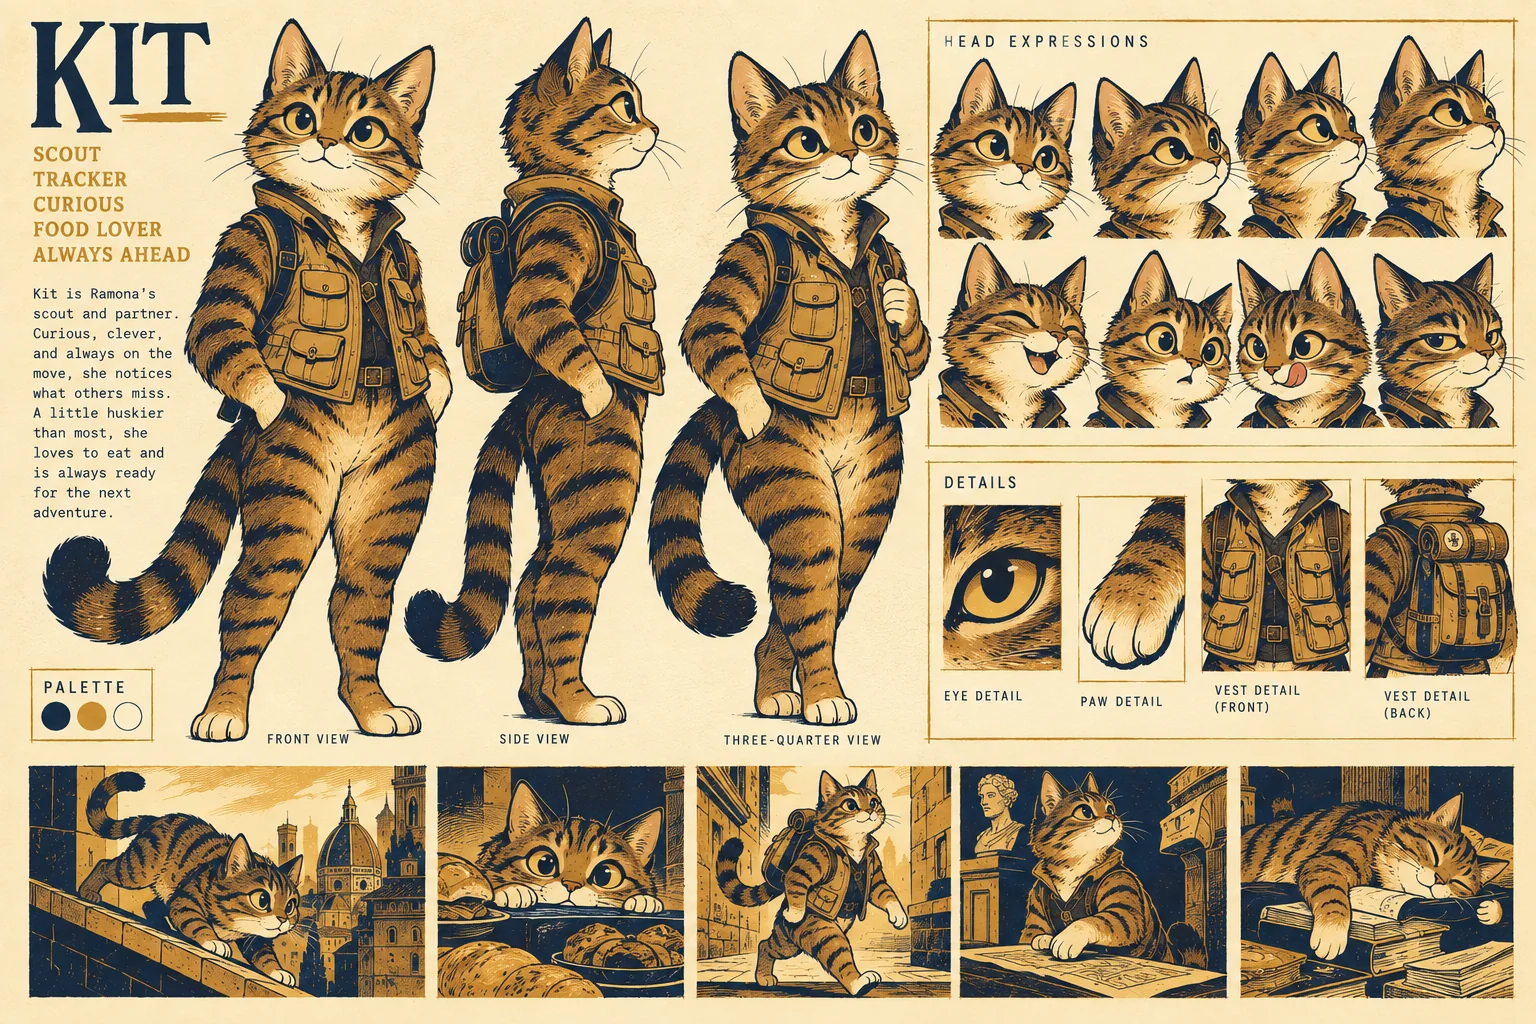 KIT
SCOUT
TRACKER
CURIOUS
FOOD LOVER
ALWAYS AHEAD
Kit is Ramona's
scout and partner.
Curious, clever,
and always on the
move, she notices
what others miss.
A little huskier
than most, she
loves to eat and
is always ready
for the next
adventure.
PALETTE
FRONT VIEW
SIDE VIEW
THREE-QUARTER VIEW
HEAD EXPRESSIONS
DETAILS
EYE DETAIL
PAW DETAIL
VEST DETAIL
(FRONT)
VEST DETAIL
(BACK)